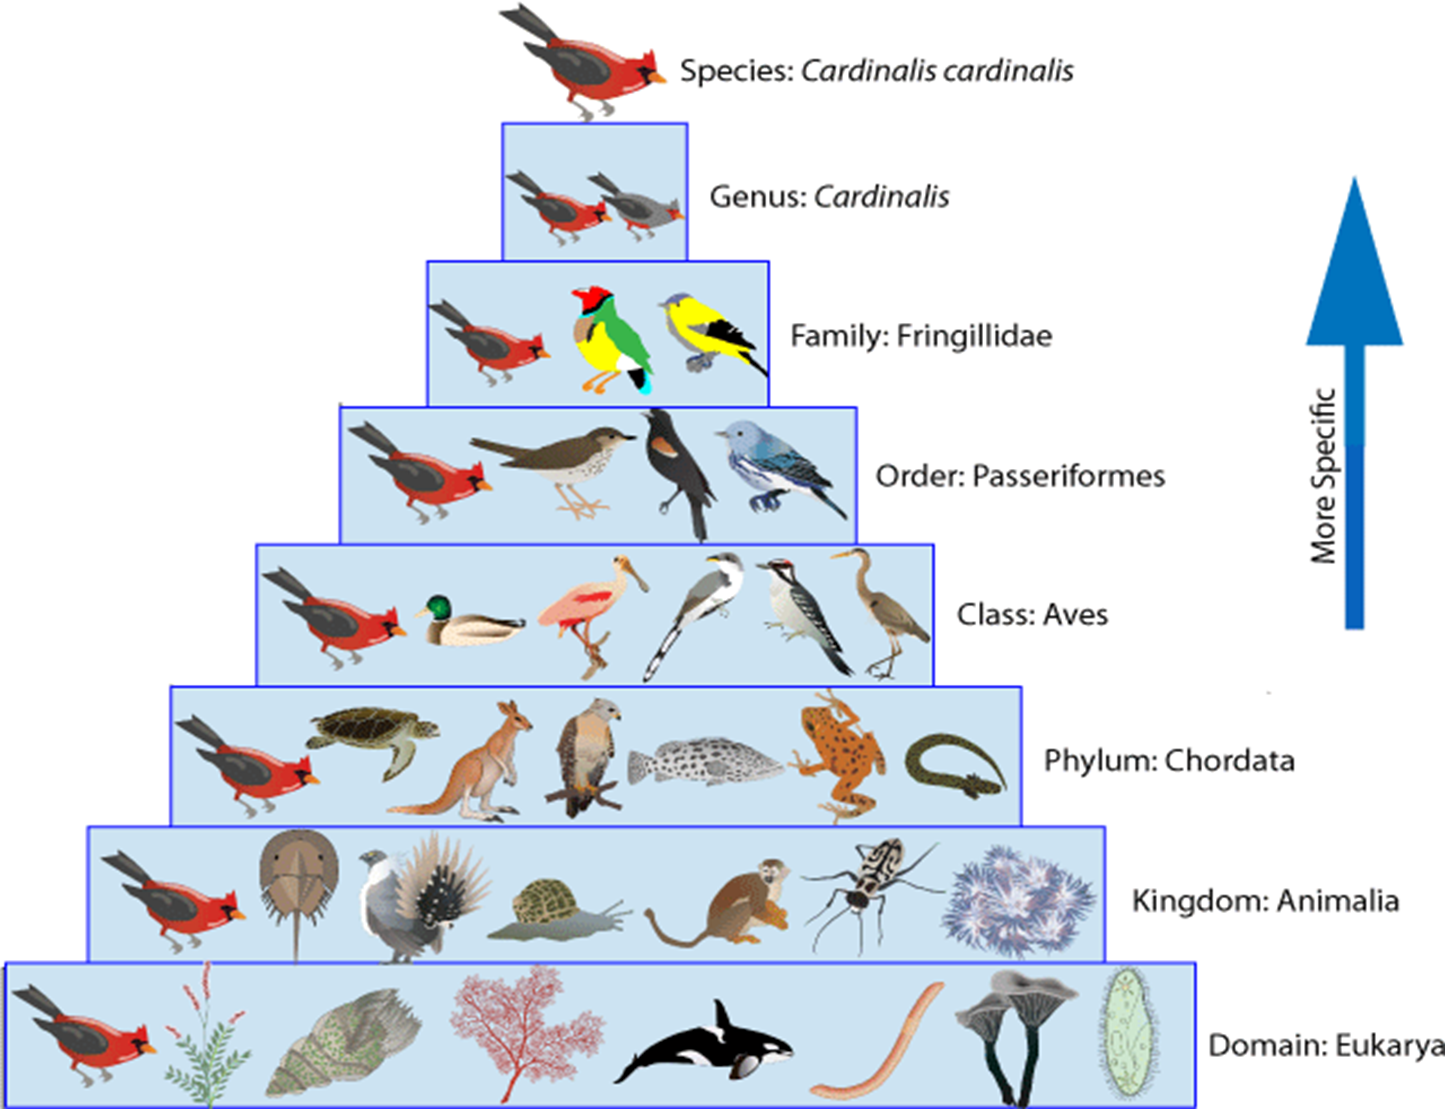 Species: Cardinalis cardinalis
Genus: Cardinalis
Family: Fringillidae
Order: Passeriformes
Class: Aves
Phylum: Chordata
Kingdom: Animalia
Domain: Eukarya
More Specific